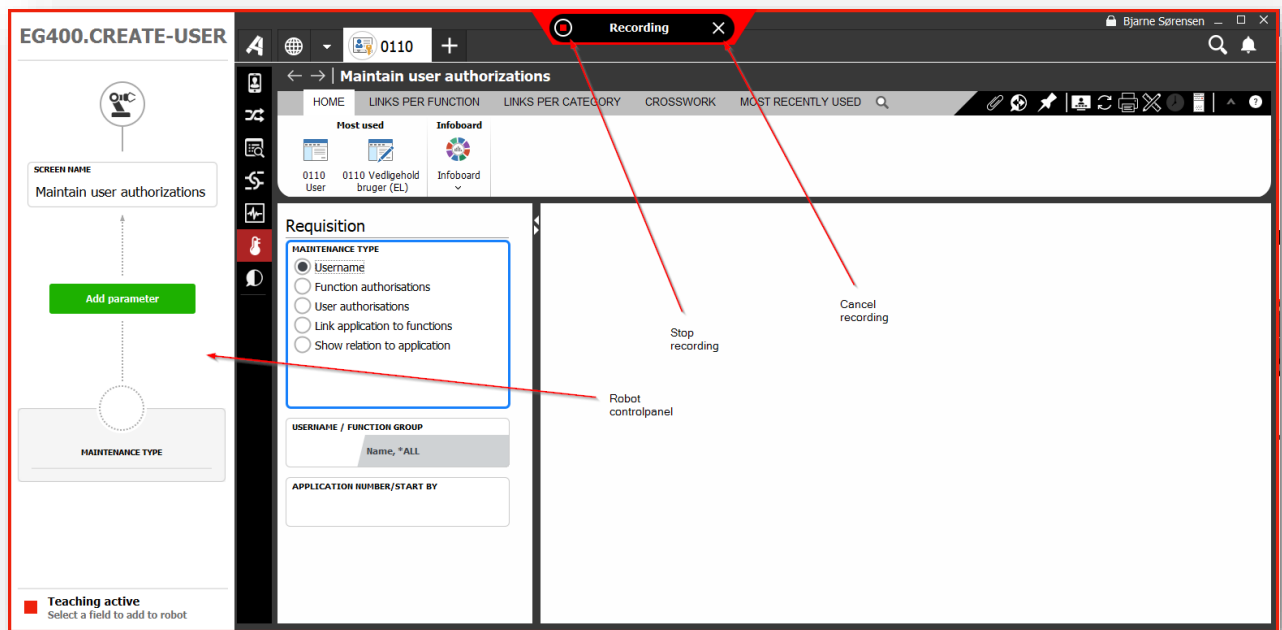 EG400.CREATE-USER
SCREEN NAME
Maintain user authorizations
Add parameter
MAINTENANCE TYPE
Teaching active
Select a field to add to robot
Recording
Bjarne Sørensen
0110
Maintain user authorizations
HOME LINKS PER FUNCTION LINKS PER CATEGORY CROSSWORK MOST RECENTLY USED
Most used Infoboard
0110 User
0110 Vedligehold bruger (EL)
Infoboard
Requisition
MAINTENANCE TYPE
Username
Function authorisations
User authorisations
Link application to functions
Show relation to application
USERNAME / FUNCTION GROUP
Name, *ALL
APPLICATION NUMBER/START BY
Stop
recording
Cancel
recording
Robot
controlpanel